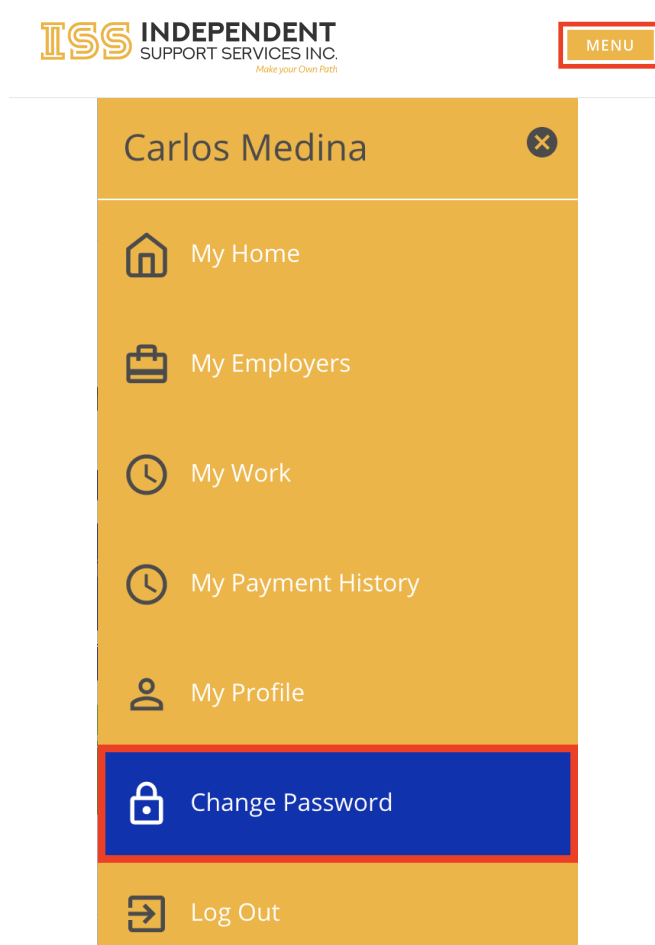 ISS INDEPENDENT
SUPPORT SERVICES INC.
Make your Own Path
MENU
Carlos Medina
My Home
My Employers
My Work
My Payment History
My Profile
Change Password
Log Out